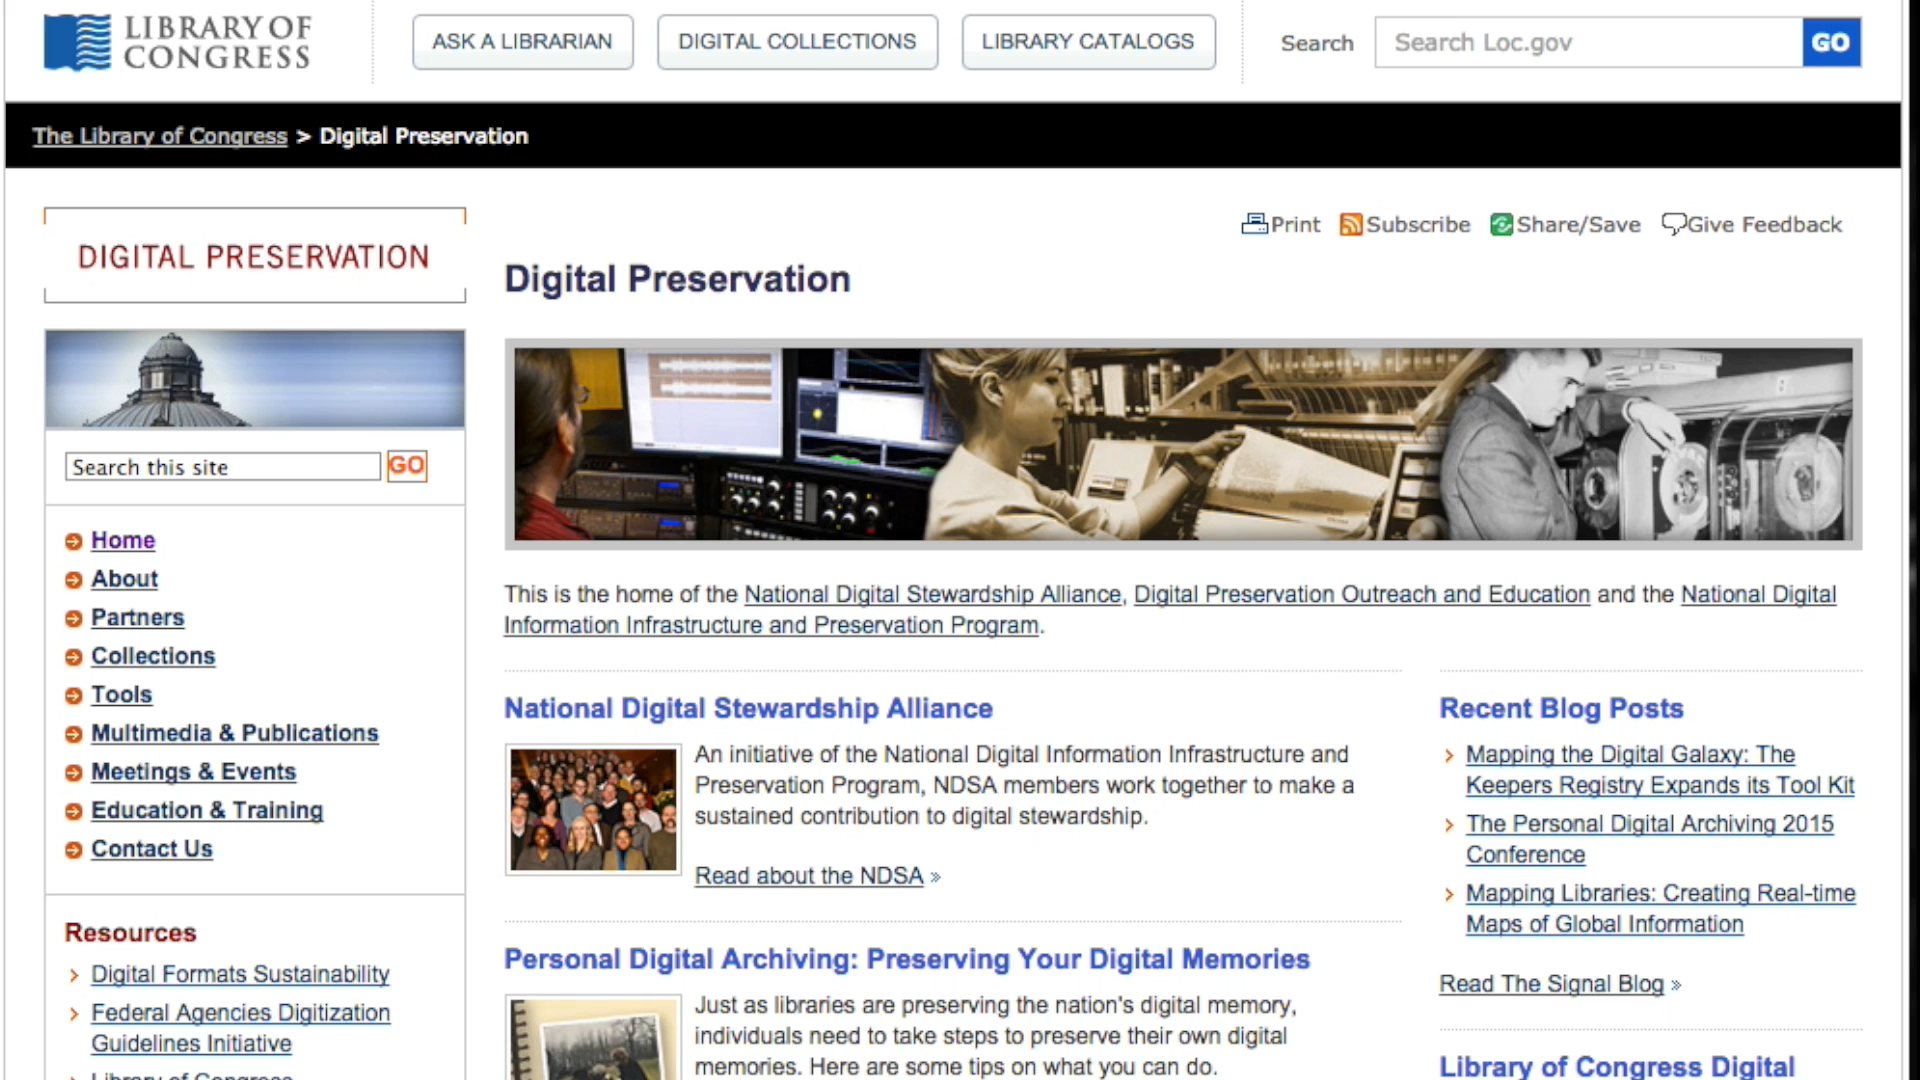 LIBRARY OF
CONGRESS
ASK A LIBRARIAN
DIGITAL COLLECTIONS
LIBRARY CATALOGS
Search
Search Loc.gov
GO
The Library of Congress > Digital Preservation
Print
Subscribe
Share/Save
Give Feedback
DIGITAL PRESERVATION
Search this site
GO
Home
About
Partners
Collections
Tools
Multimedia & Publications
Meetings & Events
Education & Training
Contact Us
Resources
Digital Formats Sustainability
Federal Agencies Digitization
Guidelines Initiative
Library of Congress
Digital Preservation
This is the home of the National Digital Stewardship Alliance, Digital Preservation Outreach and Education and the National Digital
Information Infrastructure and Preservation Program.
National Digital Stewardship Alliance
An initiative of the National Digital Information Infrastructure and
Preservation Program, NDSA members work together to make a
sustained contribution to digital stewardship.
Read about the NDSA »
Personal Digital Archiving: Preserving Your Digital Memories
Just as libraries are preserving the nation's digital memory,
individuals need to take steps to preserve their own digital
memories. Here are some tips on what you can do.
Recent Blog Posts
Mapping the Digital Galaxy: The
Keepers Registry Expands its Tool Kit
The Personal Digital Archiving 2015
Conference
Mapping Libraries: Creating Real-time
Maps of Global Information
Read The Signal Blog »
Library of Congress Digital